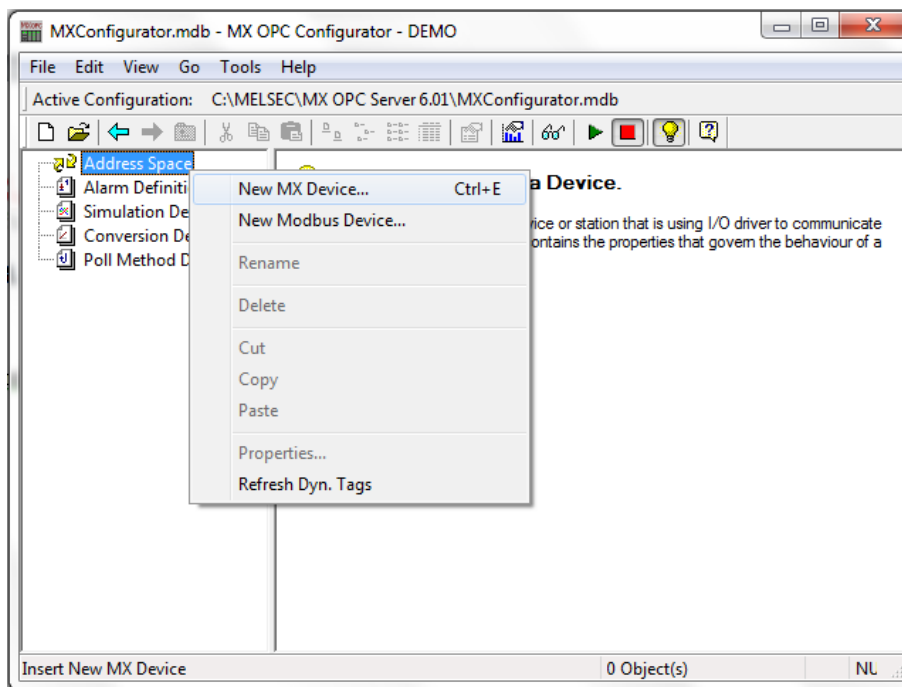 MXConfigurator.mdb - MX OPC Configurator - DEMO
File Edit View Go Tools Help
Active Configuration: C:\MELSEC\MX OPC Server 6.01\MXConfigurator.mdb
Address Space
a Device.
Alarm Definiti
Simulation De
Conversion De
Poll Method D
New MX Device... Ctrl+E
New Modbus Device...
Rename
Delete
Cut
Copy
Paste
Properties...
Refresh Dyn. Tags
vice or station that is using I/O driver to communicate
ontains the properties that govern the behaviour of a
Insert New MX Device
0 Object(s)
NU